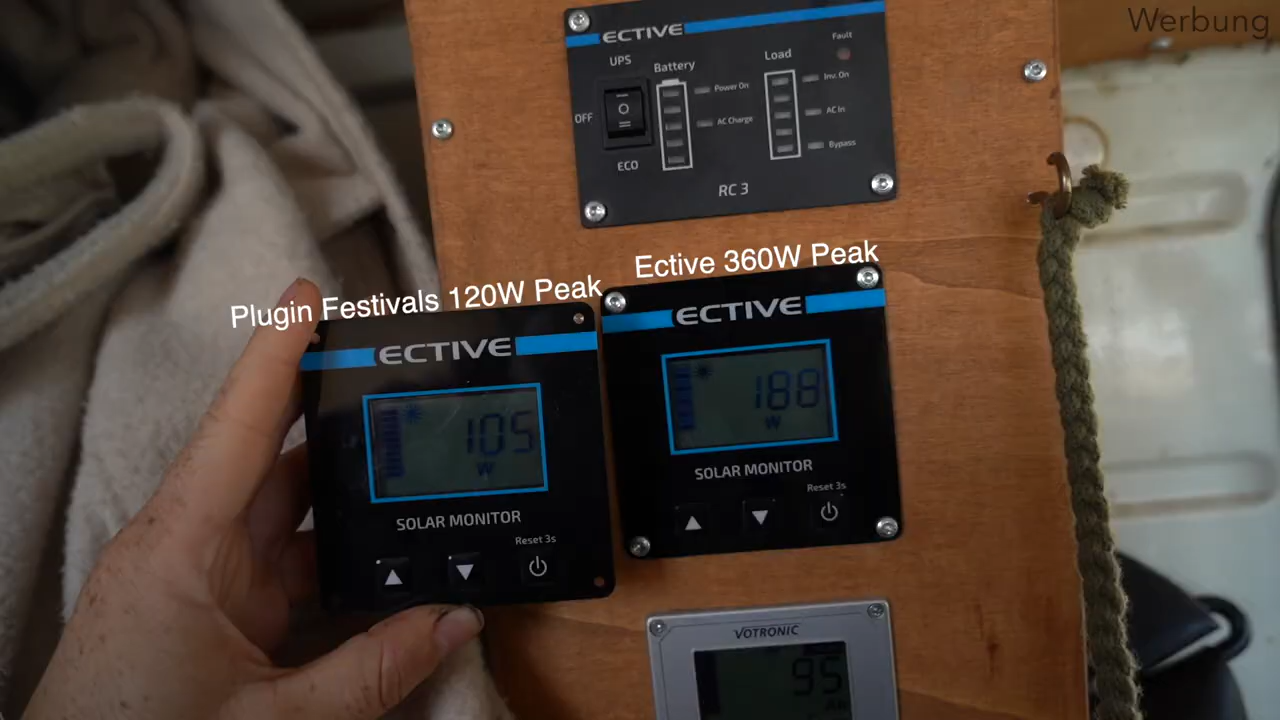 Werbung
ECTIVE
UPS
Battery
Load
Fault
Power On
Inv. On
OFF
AC Charge
AC In
Bypass
ECO
RC 3
Plugin Festivals 120W Peak
Ective 360W Peak
ECTIVE
105
W
SOLAR MONITOR
Reset 3s
ECTIVE
188
W
SOLAR MONITOR
Reset 3s
VOTRONIC
95